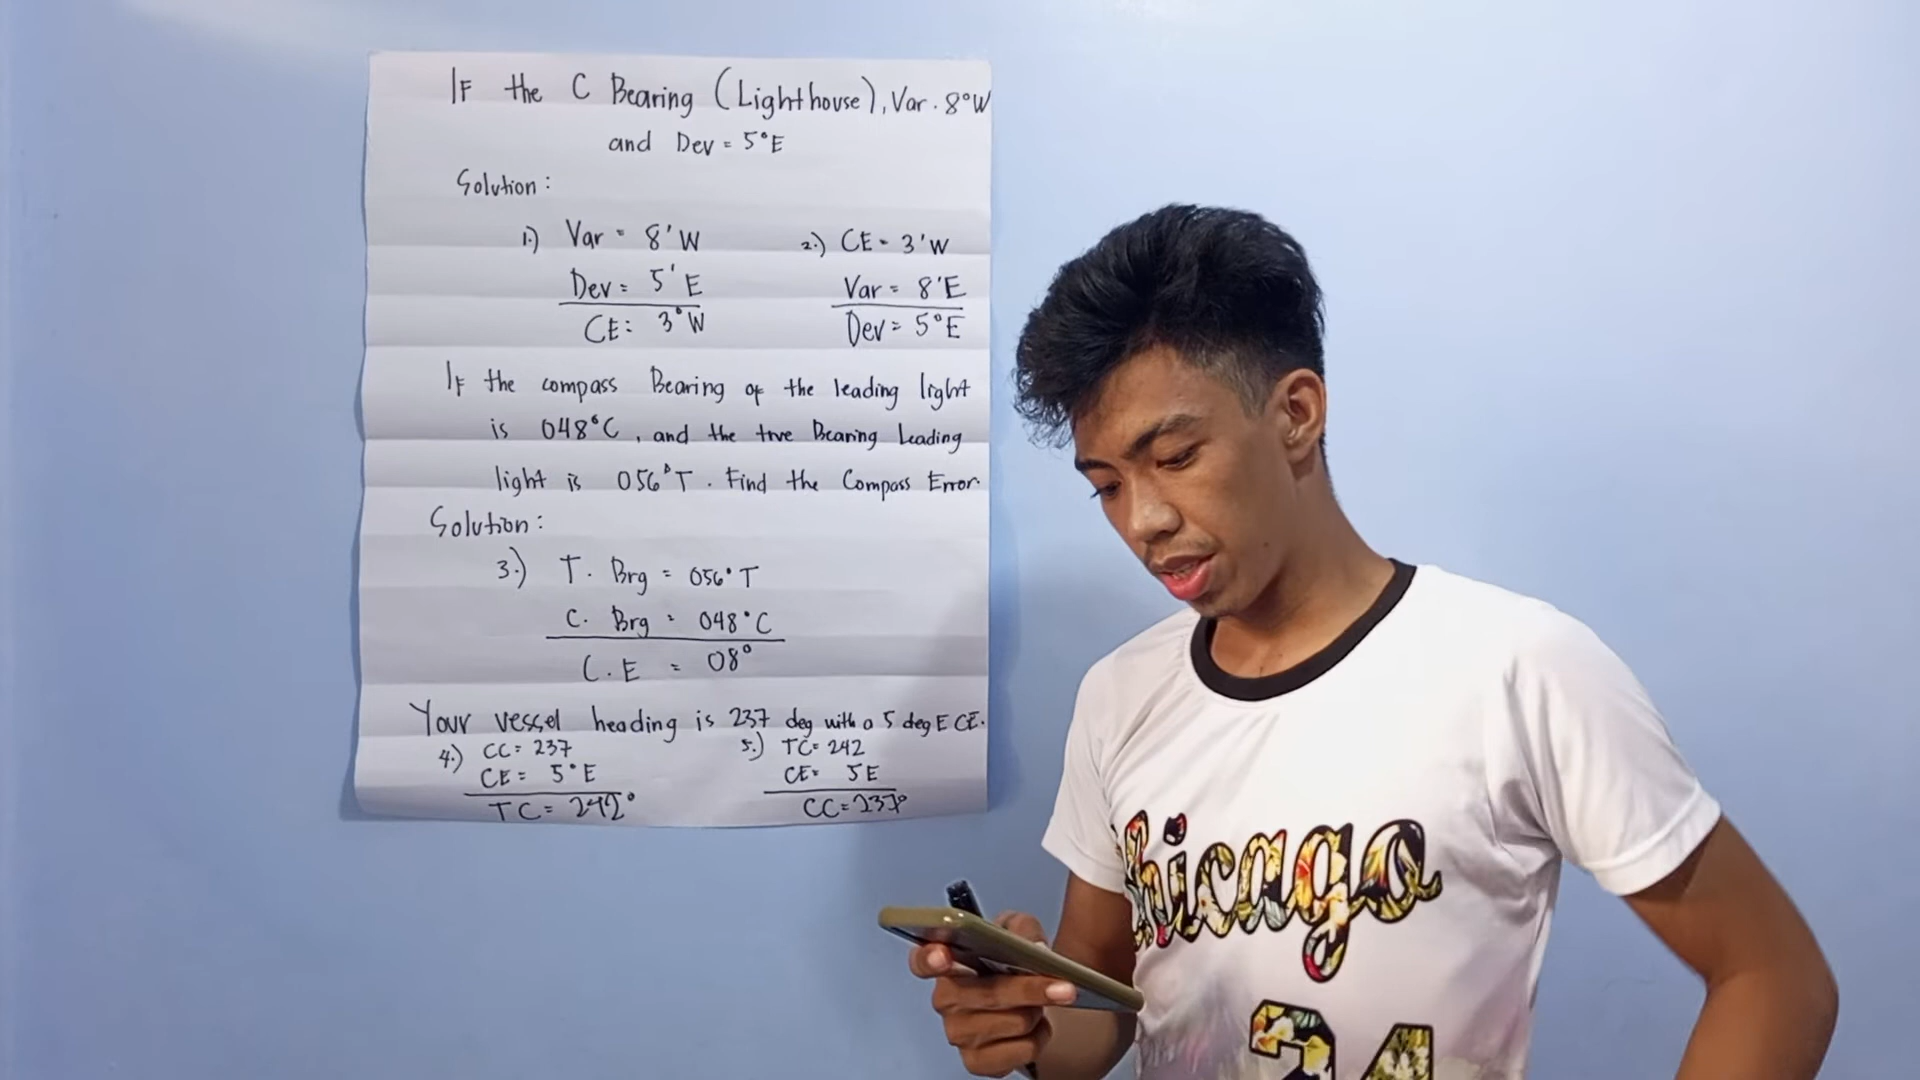 IF the C Bearing (Lighthouse), Var. 8°W
and Dev = 5°E
Solution:
1.) Var = 8'W
Dev = 5'E
CE: 3°W
2.) CE = 3'W
Var = 8'E
Dev = 5°E
IF the compass Bearing of the leading light
is 048°C, and the true Bearing Leading
light is 056°T. Find the Compass Error.
Solution:
3.) T. Brg = 056°T
C. Brg = 048°C
C.E = 08°
Your vessel heading is 237 deg with a 5 deg E CE.
4.) CC= 237
CE= 5°E
TC= 242°
5.) TC= 242
CE= 5E
CC=237°
Chicago
24